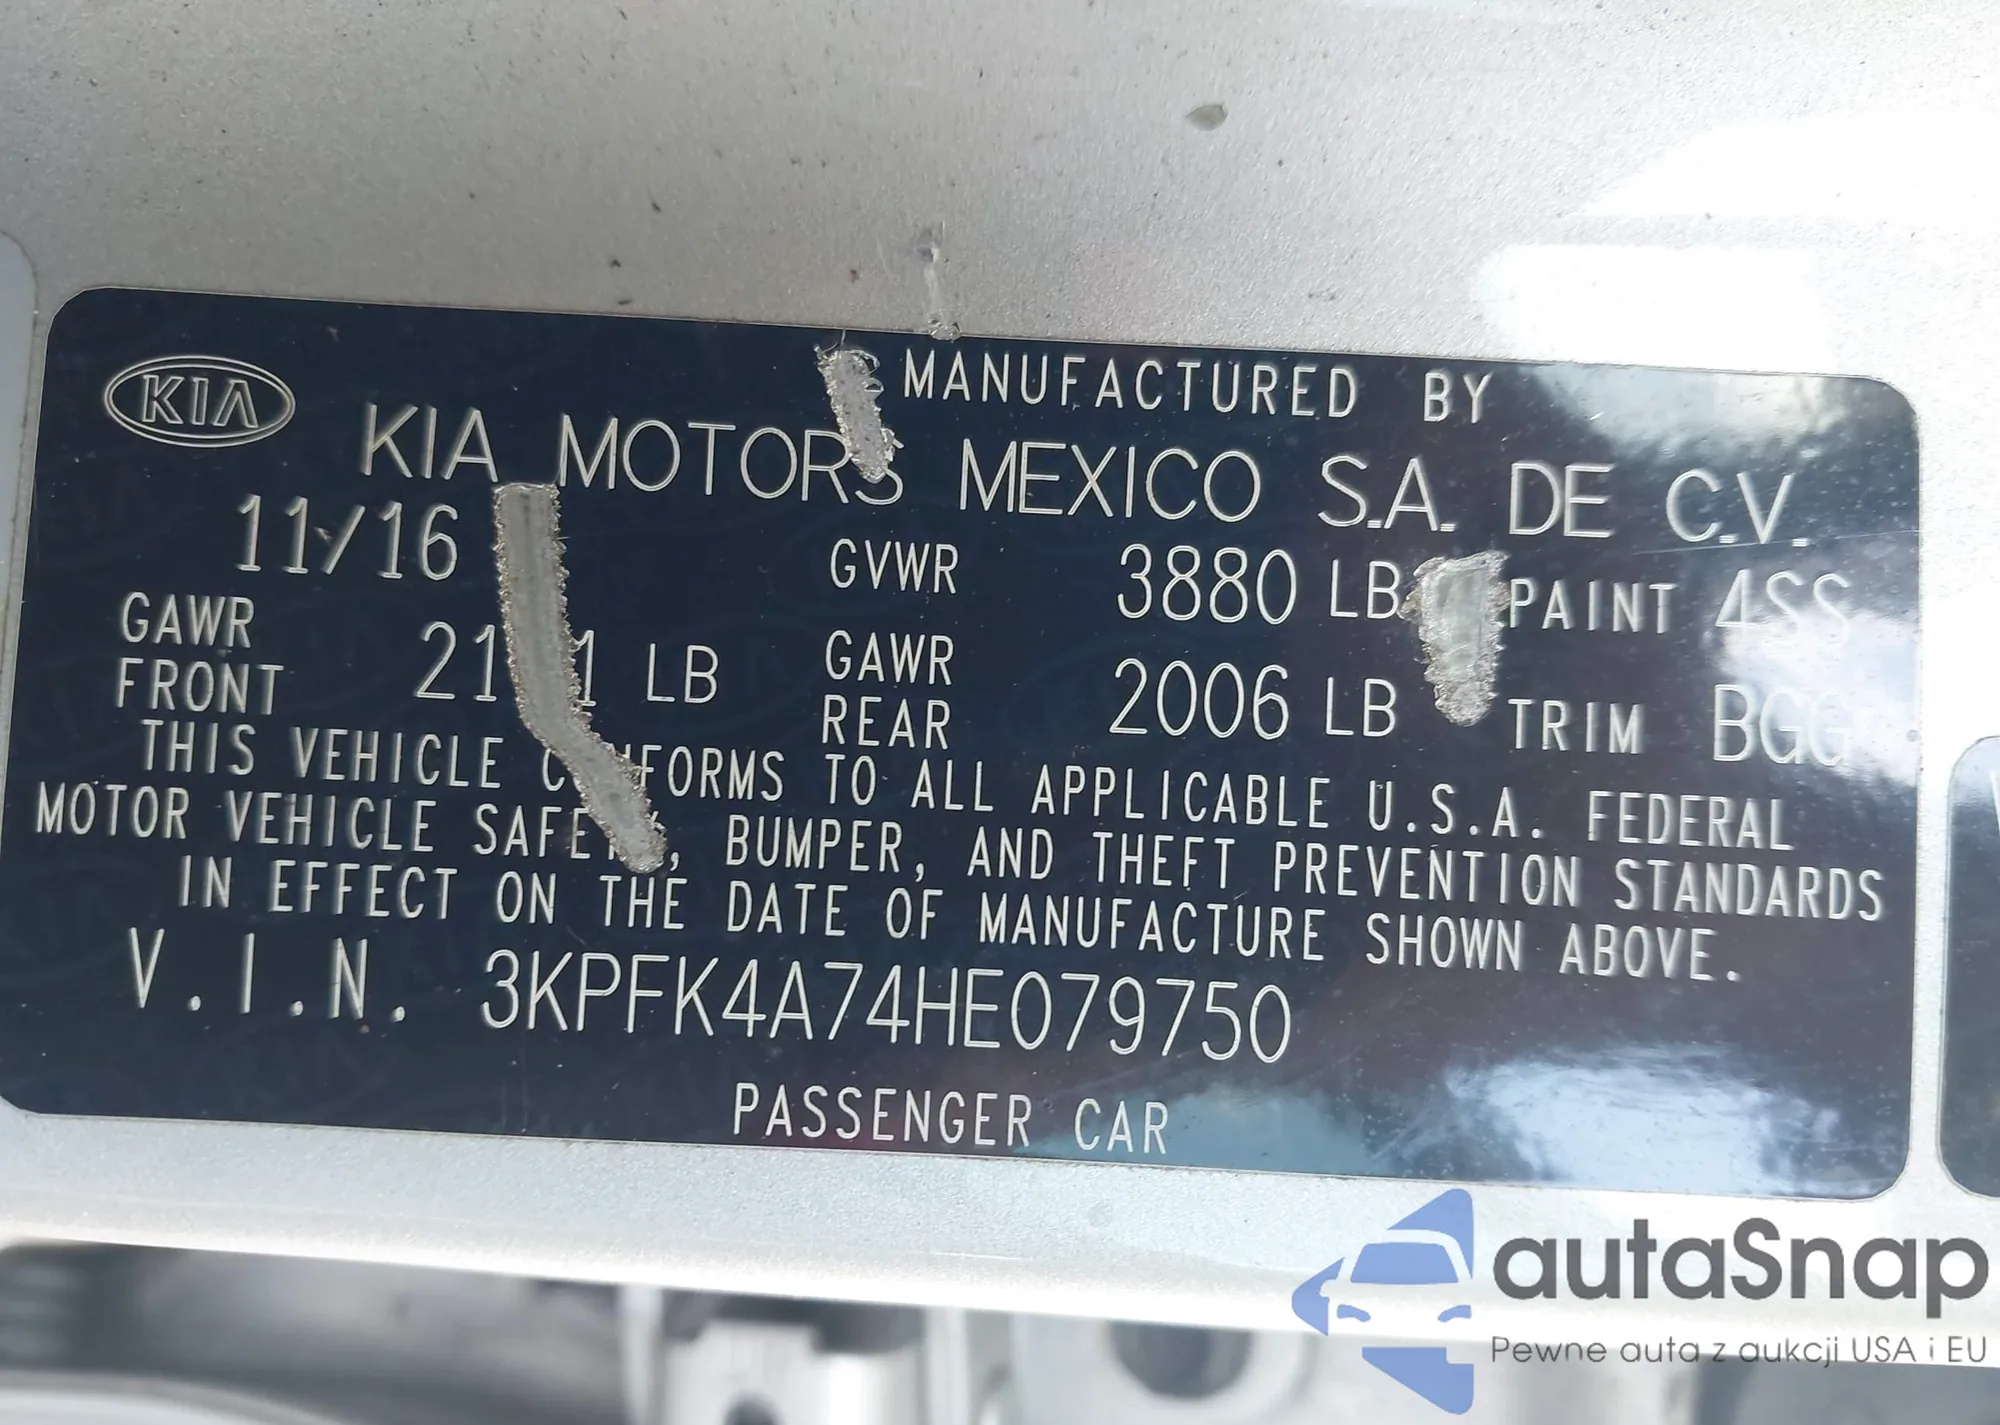 KIA
MANUFACTURED BY
KIA MOTORS MEXICO S.A. DE C.V.
11/16 GVWR 3880 LB PAINT 4SS
GAWR FRONT LB GAWR REAR 2006 LB TRIM BGG
THIS VEHICLE TO ALL APPLICABLE U.S.A. FEDERAL
MOTOR VEHICLE BUMPER, AND THEFT PREVENTION STANDARDS
IN EFFECT ON THE DATE OF MANUFACTURE SHOWN ABOVE.
V.I.N. 3KPFK4A74HE079750
PASSENGER CAR
autaSnap
Pewne auta z aukcji USA i EU